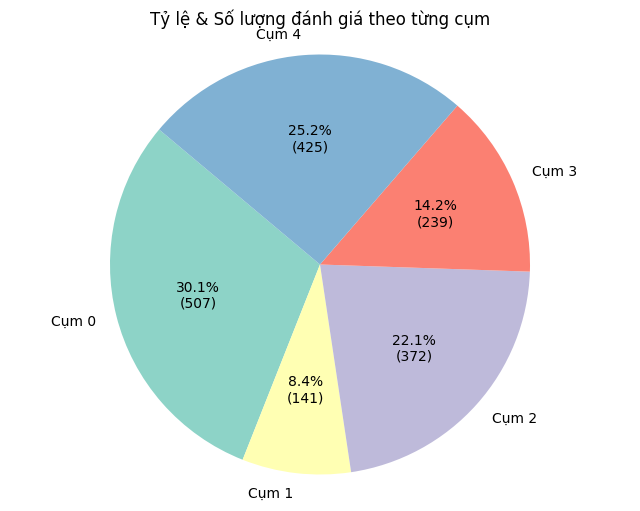 Tỷ lệ & Số lượng đánh giá theo từng cụm
Cụm 4
25.2%
(425)
Cụm 3
14.2%
(239)
30.1%
(507)
Cụm 0
22.1%
(372)
8.4%
(141)
Cụm 2
Cụm 1